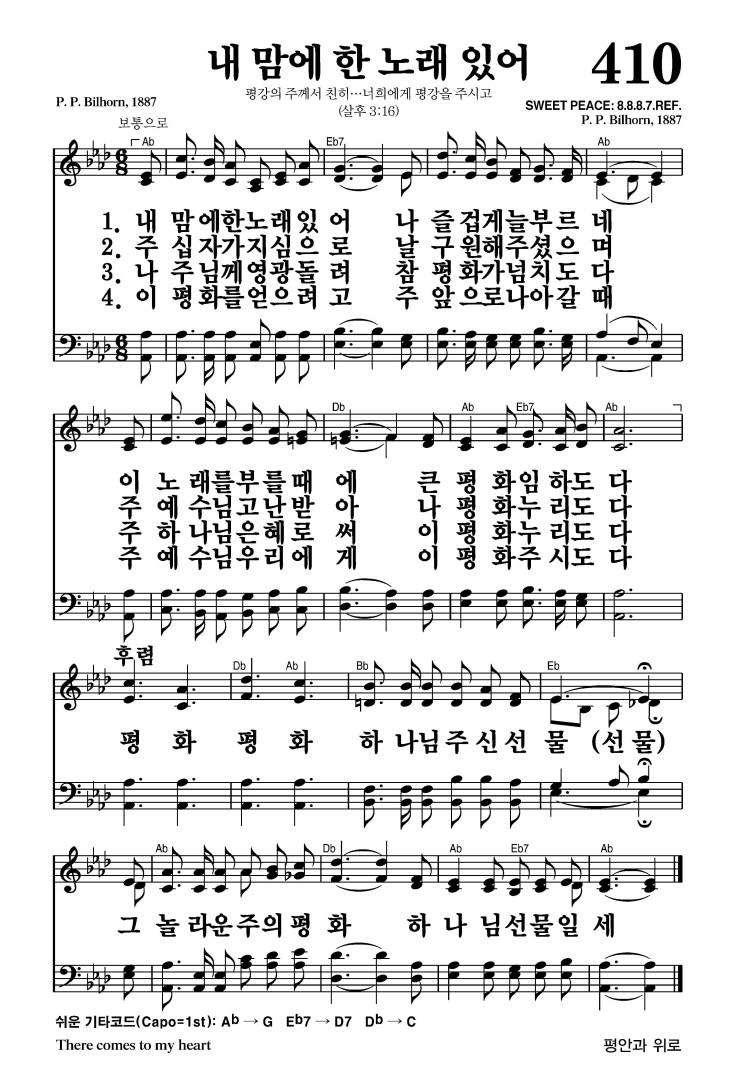 내 맘에 한 노래 있어 410
평강의 주께서 친히…너희에게 평강을 주시고
(살후 3:16)
P. P. Bilhorn, 1887
SWEET PEACE: 8.8.8.7.REF.
P. P. Bilhorn, 1887
보통으로
Ab Eb7 Ab
6
8
1. 내 맘에한노래있 어 나 즐 겁게늘부르 네
2. 주 십자가지심으 로 날 구 원해주셨으 며
3. 나 주님께영광돌 려 참 평 화가넘치도 다
4. 이 평화를얻으려 고 주 앞 으로나아갈 때
6
8
Db Ab Eb7 Ab
이 노 래를부를때 에 큰 평 화임 하도 다
주 예 수님고난받 아 나 평 화누 리도 다
주 하 나님은혜로 써 이 평 화누 리도 다
주 예 수님우리에 게 이 평 화주 시도 다
후렴
Db Ab Bb Eb
평 화 평 화 하 나님주신선 물 (선 물)
Ab Db Ab Eb7 Ab
그 놀 라운주의평 화 하 나 님선물일 세
쉬운 기타코드(Capo=1st): Ab → G Eb7 → D7 Db → C
There comes to my heart
평안과 위로